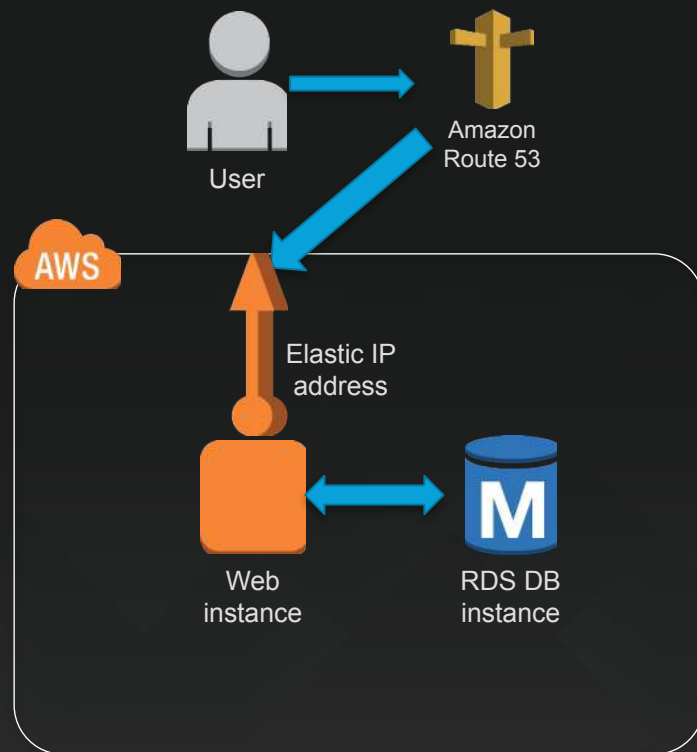 User
Amazon
Route 53
AWS
Elastic IP
address
M
Web
instance
RDS DB
instance